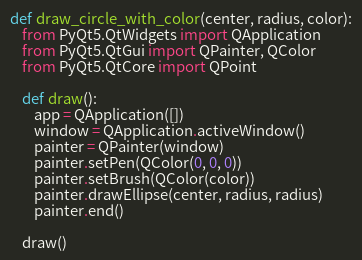 def draw_circle_with_color(center, radius, color):
    from PyQt5.QtWidgets import QApplication
    from PyQt5.QtGui import QPainter, QColor
    from PyQt5.QtCore import QPoint

    def draw():
        app = QApplication([])
        window = QApplication.activeWindow()
        painter = QPainter(window)
        painter.setPen(QColor(0, 0, 0))
        painter.setBrush(QColor(color))
        painter.drawEllipse(center, radius, radius)
        painter.end()

    draw()